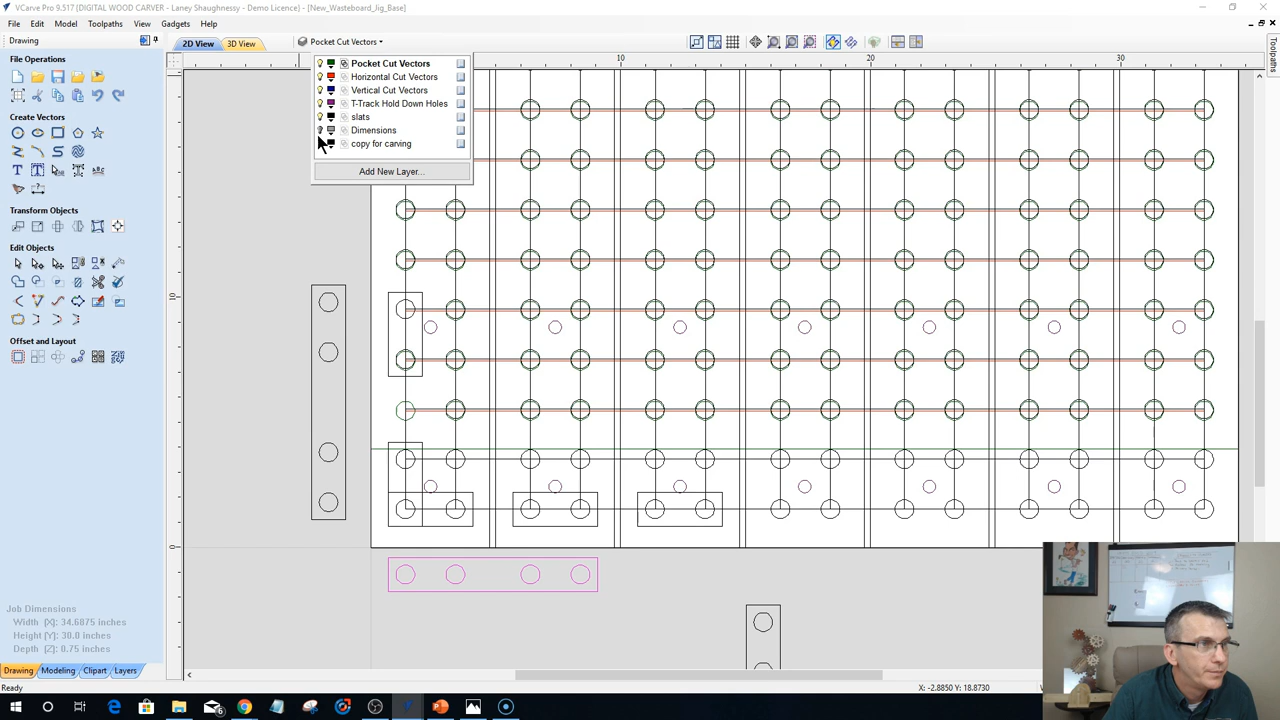 VCarve Pro 9.517 (DIGITAL WOOD CARVER) - Laney Shaughnessy - Demo Licence} - [New_Wasteboard_Jig_Base]
File Edit Model Toolpaths View Gadgets Help
Drawing
2D View 3D View Pocket Cut Vectors
File Operations
Create Vectors
Transform Objects
Edit Objects
Offset and Layout
Pocket Cut Vectors
Horizontal Cut Vectors
Vertical Cut Vectors
T-Track Hold Down Holes
slats
Dimensions
copy for carving
Add New Layer...
10 20 30
10
0
Toolpaths
Job Dimensions
Width (X): 34.6875 inches
Height (Y): 38.0 inches
Depth (Z): 0.75 inches
Drawing Modeling Clipart Layers
Ready
X: -2.8850 Y: 18.8730